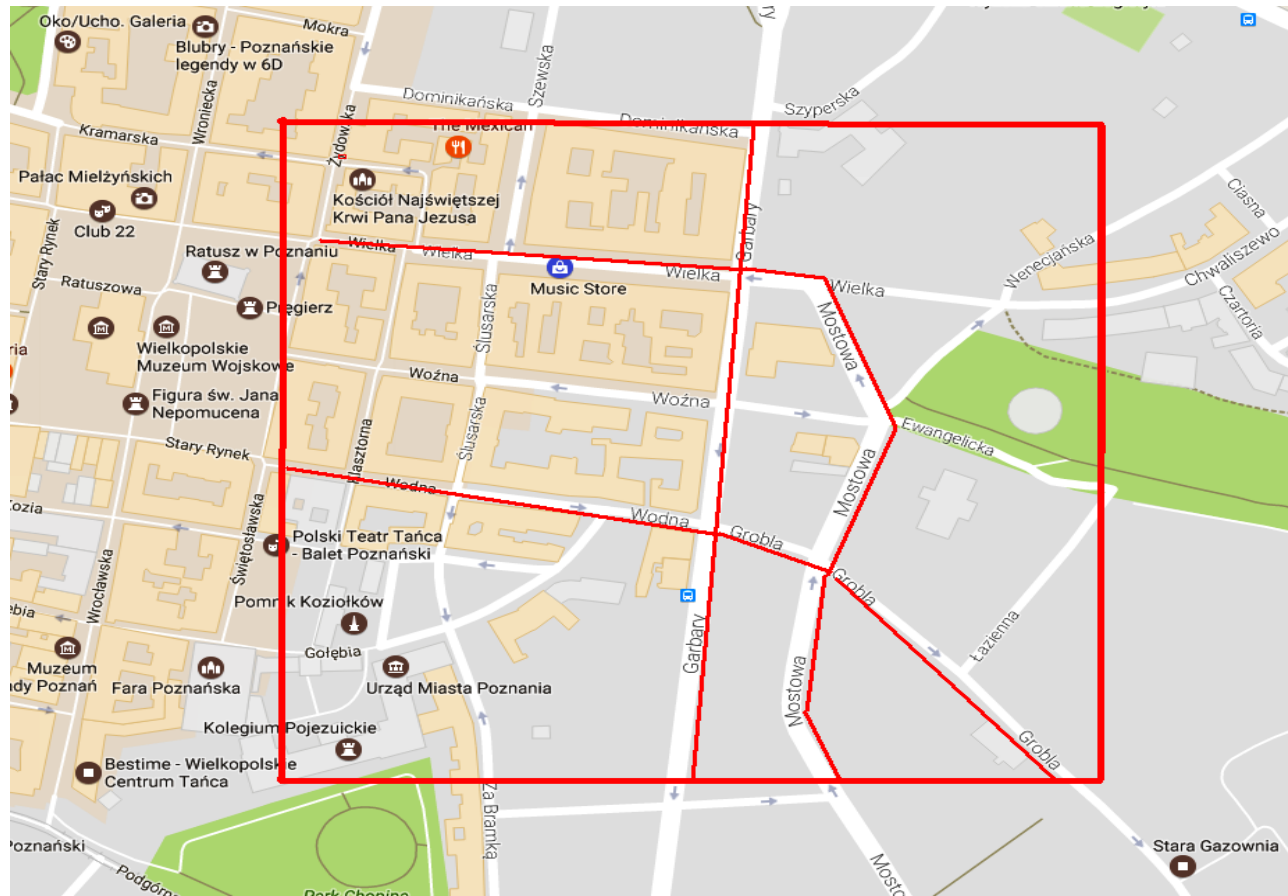 Oko/Ucho. Galeria
Mokra
Blubry - Poznańskie
legendy w 6D
Wroniecka
Szewska
Dominikańska
Szyperska
Dominikańska
The Mexican
Kramarska
Żydowska
Pałac Mielżyńskich
Kościół Najświętszej
Krwi Pana Jezusa
Ciasna
Club 22
Garbary
Wenecjańska
Chwaliszewo
Wielka
Wielka
Ratusz w Poznaniu
Stary Rynek
Wielka
Ratuszowa
Music Store
Wielka
Czartoria
Pręgierz
Ślusarska
Mostowa
Wielkopolskie
Muzeum Wojskowe
Woźna
Woźna
Figura św. Jana
Nepomucena
Ślusarska
Klasztorna
Ewangelicka
Stary Rynek
Mostowa
Wodna
Wodna
Grobla
Kozia
Polski Teatr Tańca
- Balet Poznański
Świętosławska
Wrocławska
Grobla
Pomnik Koziołków
Garbary
Łazienna
Gołębia
Muzeum
Fara Poznańska
Urząd Miasta Poznania
Mostowa
Kolegium Pojezuickie
Grobla
Bestime - Wielkopolskie
Centrum Tańca
Za Bramką
Poznański
Stara Gazownia
Park Chopina